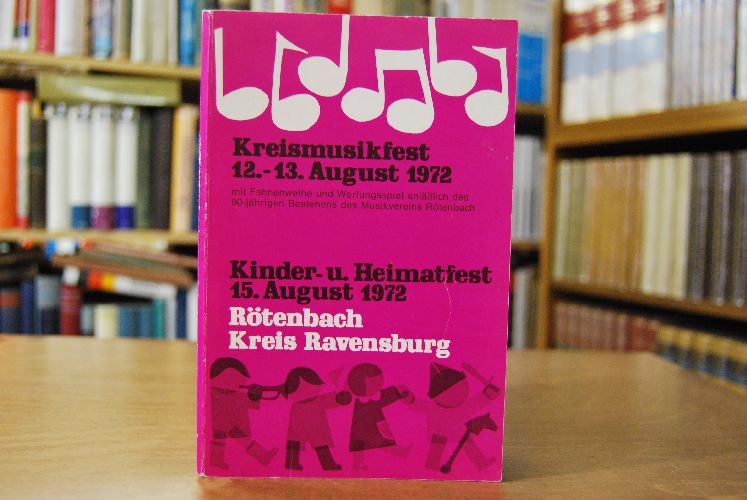 Kreismusikfest
12.-13. August 1972
mit Fahnenweihe und Wertungsspiel anläßlich des
90-jährigen Bestehens des Musikvereins Rötenbach
Kinder- u. Heimatfest
15. August 1972
Rötenbach
Kreis Ravensburg